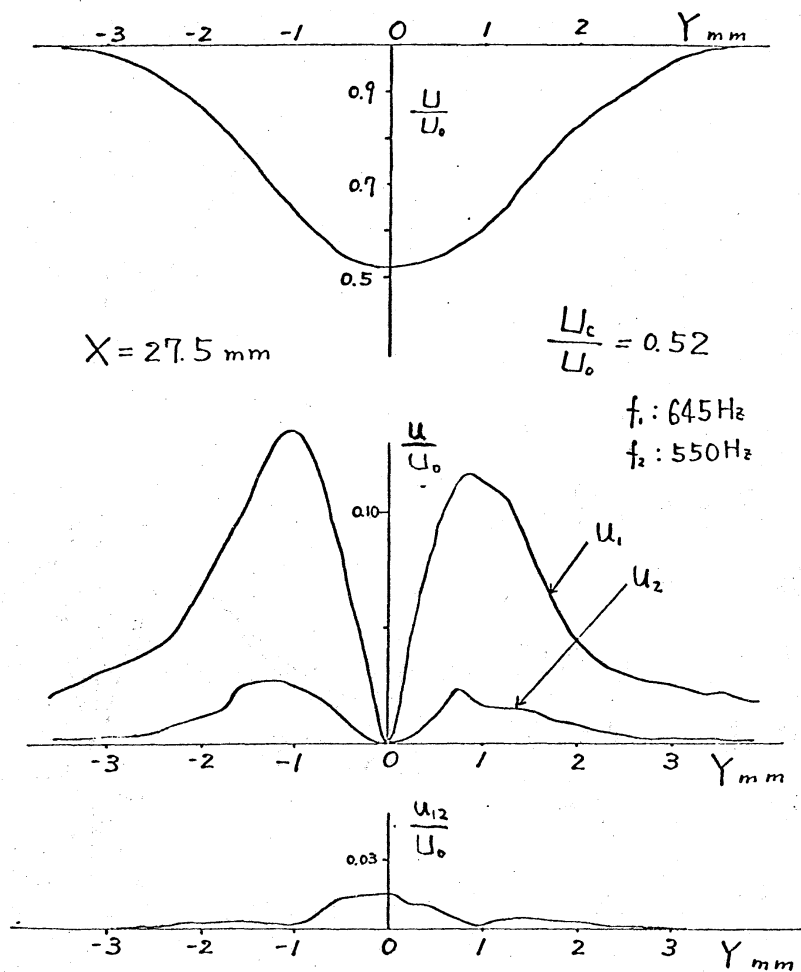 -3 -2 -1 0 1 2 Y mm
0.9
U/U₀
0.7
0.5
X = 27.5 mm
U_c/U₀ = 0.52
f₁ : 645 Hz
f₂ : 550 Hz
u/U₀
0.10
u₁
u₂
-3 -2 -1 0 1 2 3 Y mm
u₁₂/U₀
0.03
-3 -2 -1 0 1 2 3 Y mm